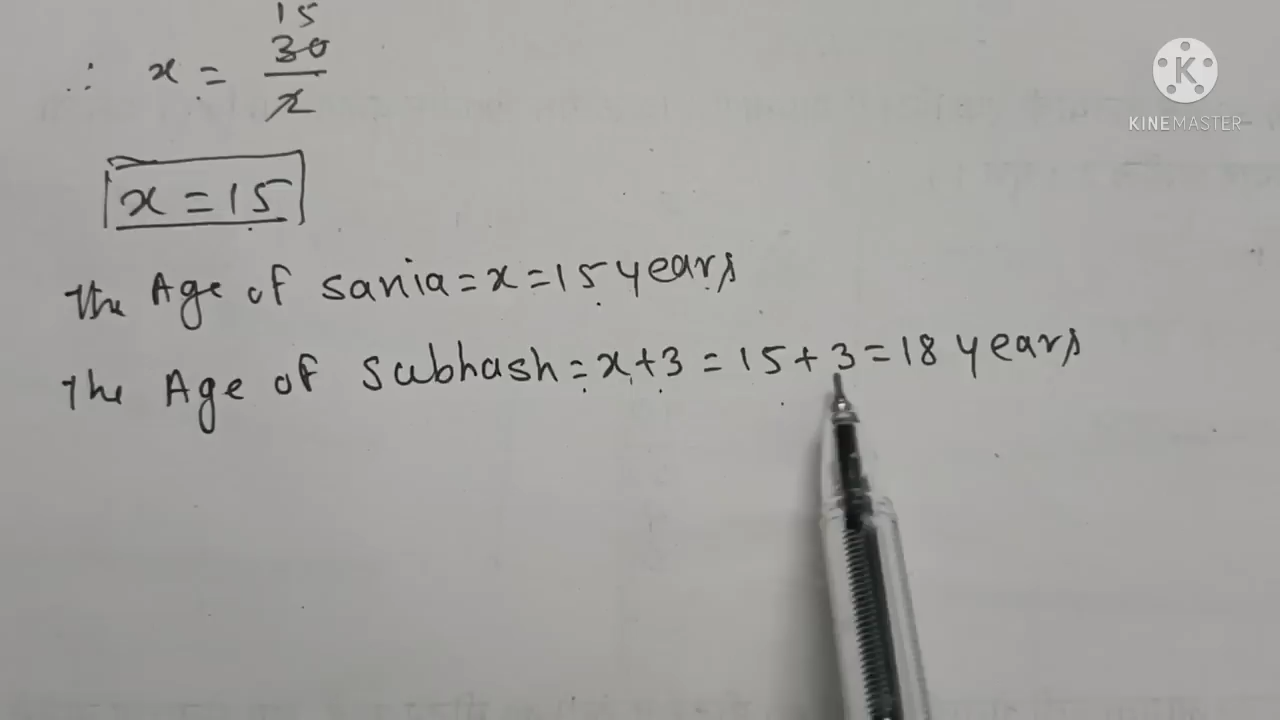 15
∴ x = 30/2
x = 15
The Age of sania = x = 15 years
The Age of Subhash = x + 3 = 15 + 3 = 18 years
K
KINEMASTER